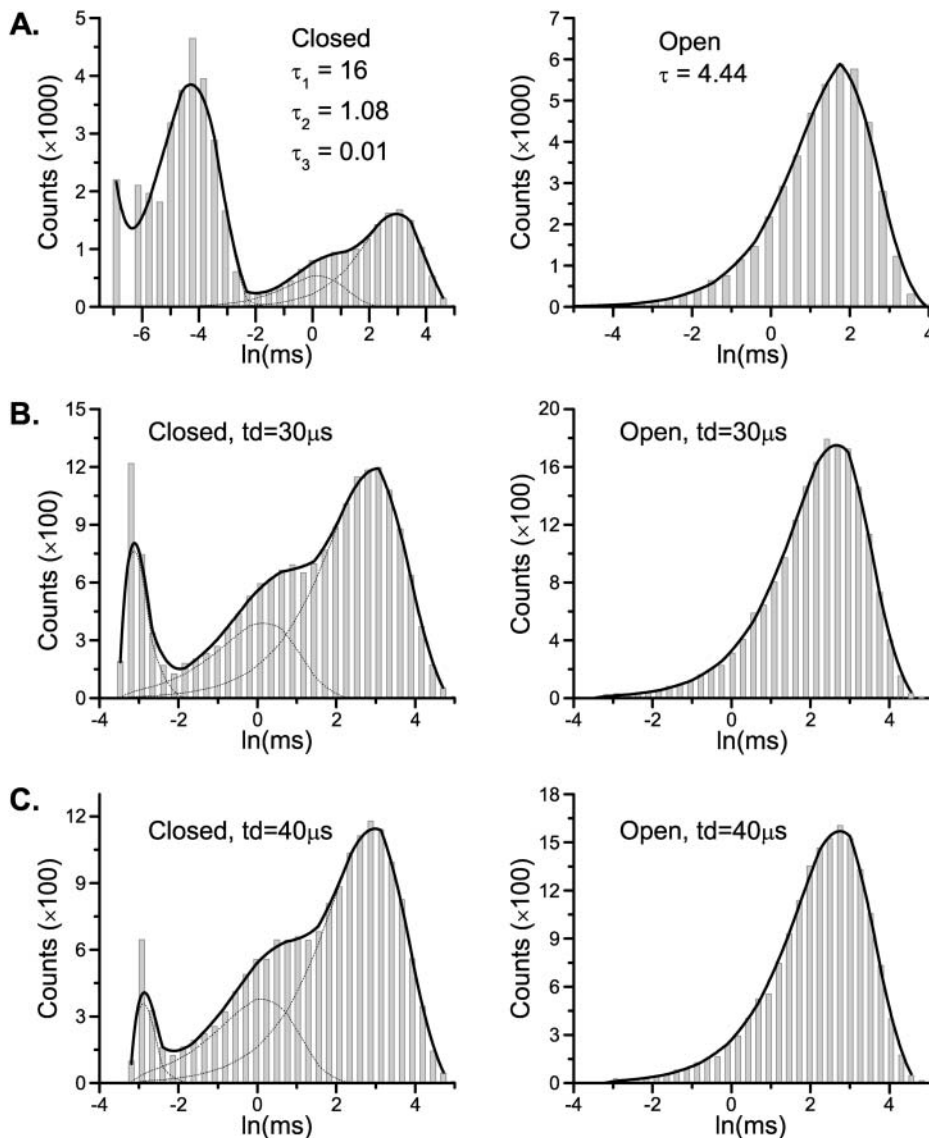 A.
Closed
τ1 = 16
τ2 = 1.08
τ3 = 0.01
Counts (×1000)
5
4
3
2
1
0
-6 -4 -2 0 2 4
ln(ms)
Open
τ = 4.44
Counts (×1000)
7
6
5
4
3
2
1
0
0 2 4
ln(ms)
B.
Closed, td=30μs
Counts (×100)
15
12
9
6
3
0
-4 -2 0 2 4
ln(ms)
Open, td=30μs
Counts (×100)
20
16
12
8
4
0
-4 -2 0 2 4
ln(ms)
C.
Closed, td=40μs
Counts (×100)
12
9
6
3
0
-4 -2 0 2 4
ln(ms)
Open, td=40μs
Counts (×100)
18
15
12
9
6
3
0
-4 -2 0 2 4
ln(ms)